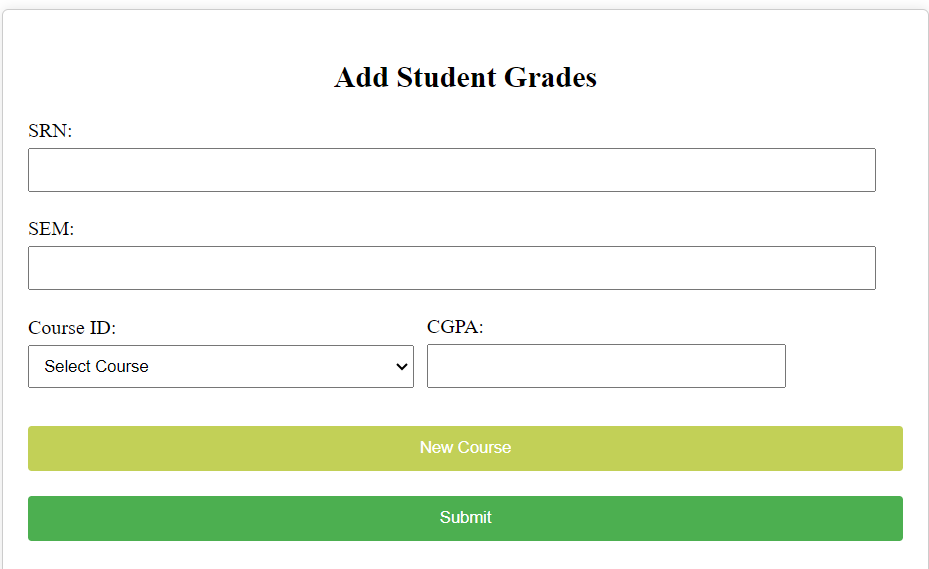 Add Student Grades
SRN:
SEM:
Course ID: CGPA:
Select Course
New Course
Submit